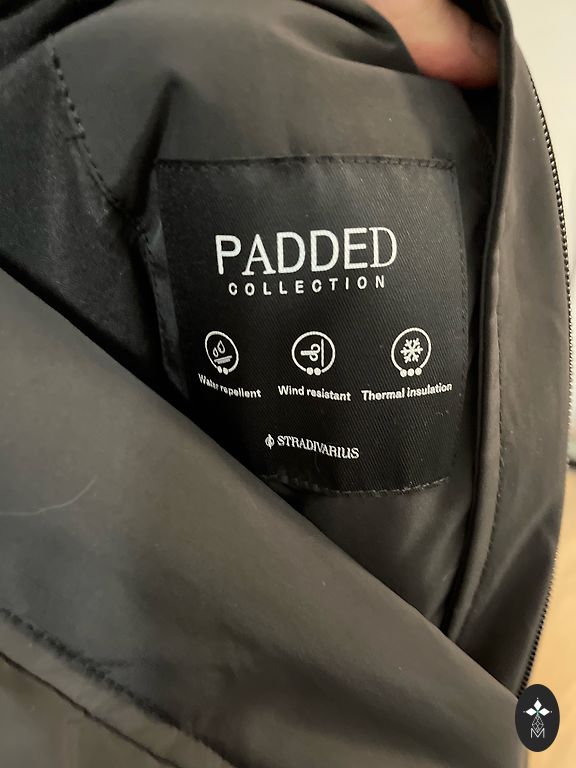 PADDED
COLLECTION
Water repellent Wind resistant Thermal insulation
STRADIVARIUS
M